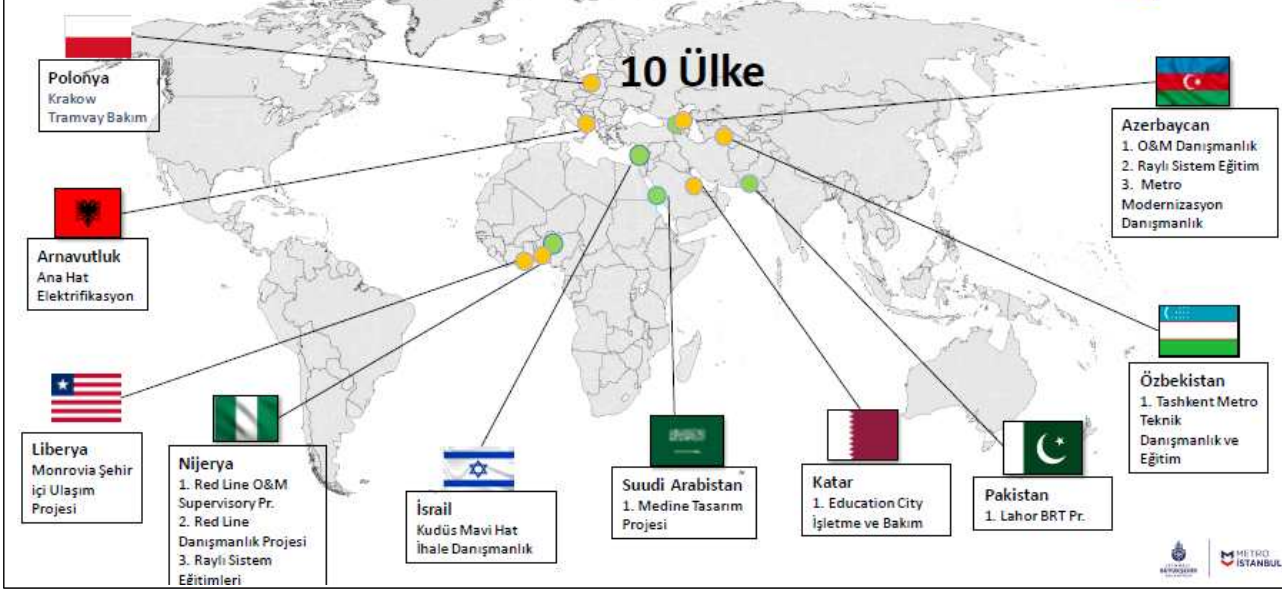 10 Ülke
Polonya
Krakow
Tramvay Bakım
Arnavutluk
Ana Hat
Elektrifikasyon
Liberya
Monrovia Şehir
içi Ulaşım
Projesi
Nijerya
1. Red Line O&M
Supervisory Pr.
2. Red Line
Danışmanlık Projesi
3. Raylı Sistem
Eğitimleri
İsrail
Kudüs Mavi Hat
İhale Danışmanlık
Suudi Arabistan
1. Medine Tasarım
Projesi
Katar
1. Education City
İşletme ve Bakım
Pakistan
1. Lahor BRT Pr.
Özbekistan
1. Tashkent Metro
Teknik
Danışmanlık ve
Eğitim
Azerbaycan
1. O&M Danışmanlık
2. Raylı Sistem Eğitim
3. Metro
Modernizasyon
Danışmanlık
İSTANBUL
BÜYÜKŞEHİR
METRO
İSTANBUL